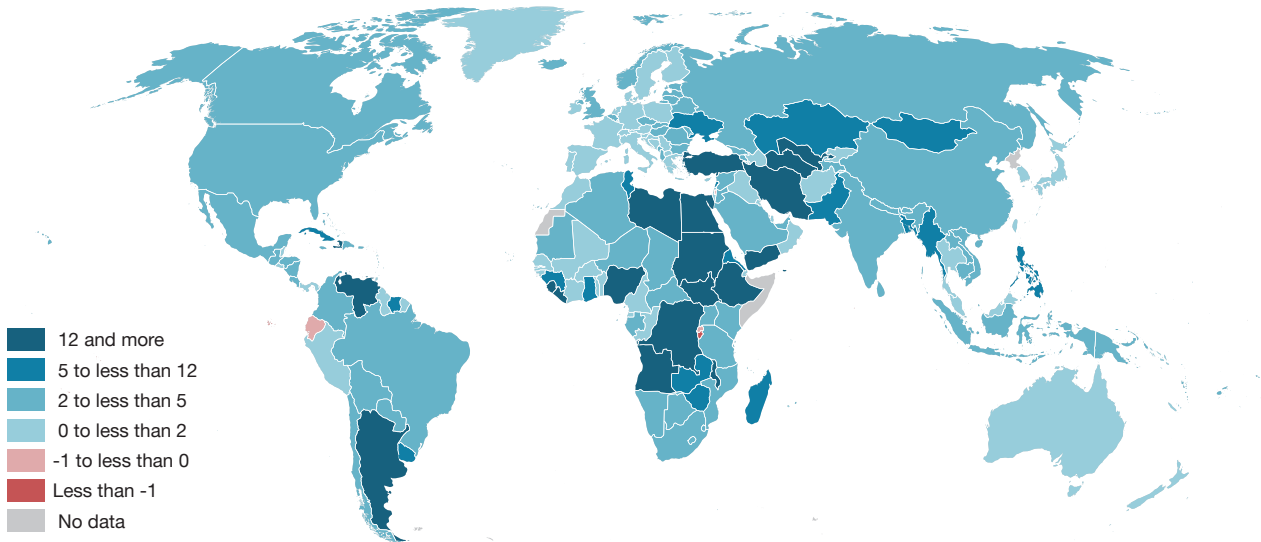 12 and more
5 to less than 12
2 to less than 5
0 to less than 2
-1 to less than 0
Less than -1
No data